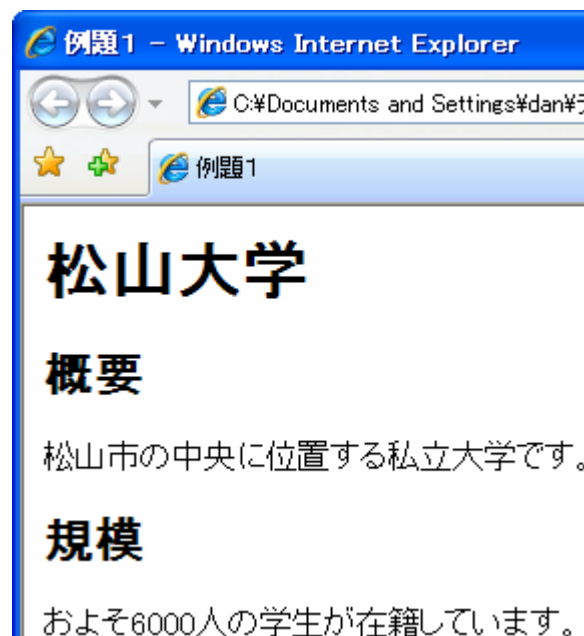 例題1 - Windows Internet Explorer
C:¥Documents and Settings¥dan¥
例題1
松山大学
概要
松山市の中央に位置する私立大学です。
規模
およそ6000人の学生が在籍しています。